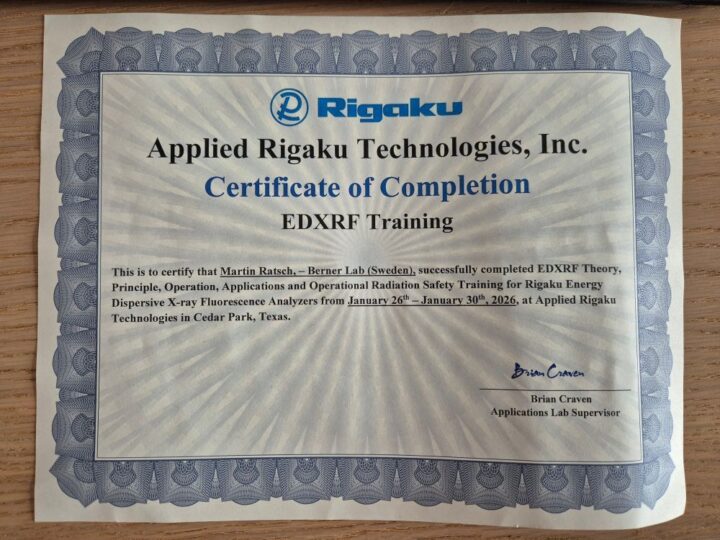 R Rigaku
Applied Rigaku Technologies, Inc.
Certificate of Completion
EDXRF Training
This is to certify that Martin Ratsch, – Berner Lab (Sweden), successfully completed EDXRF Theory,
Principle, Operation, Applications and Operational Radiation Safety Training for Rigaku Energy
Dispersive X-ray Fluorescence Analyzers from January 26th – January 30th, 2026, at Applied Rigaku
Technologies in Cedar Park, Texas.
Brian Craven
Brian Craven
Applications Lab Supervisor